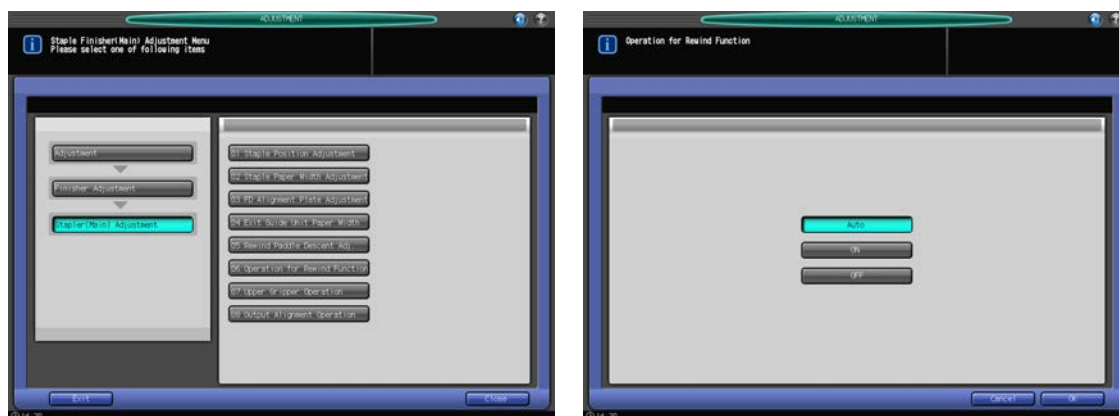 ADJUSTMENT
Staple Finisher(Main) Adjustment Menu
Please select one of following items
Adjustment
Finisher Adjustment
Stapler(Main) Adjustment
01 Staple Position Adjustment
02 Staple Paper Width Adjustment
03 FD Alignment Plate Adjustment
04 Exit Guide Unit Paper Width
05 Rewind Paddle Descent Adj.
06 Operation for Rewind Function
07 Upper Gripper Operation
08 Output Alignment Operation
Exit
Close
ADJUSTMENT
Operation for Rewind Function
Auto
ON
OFF
Cancel
OK